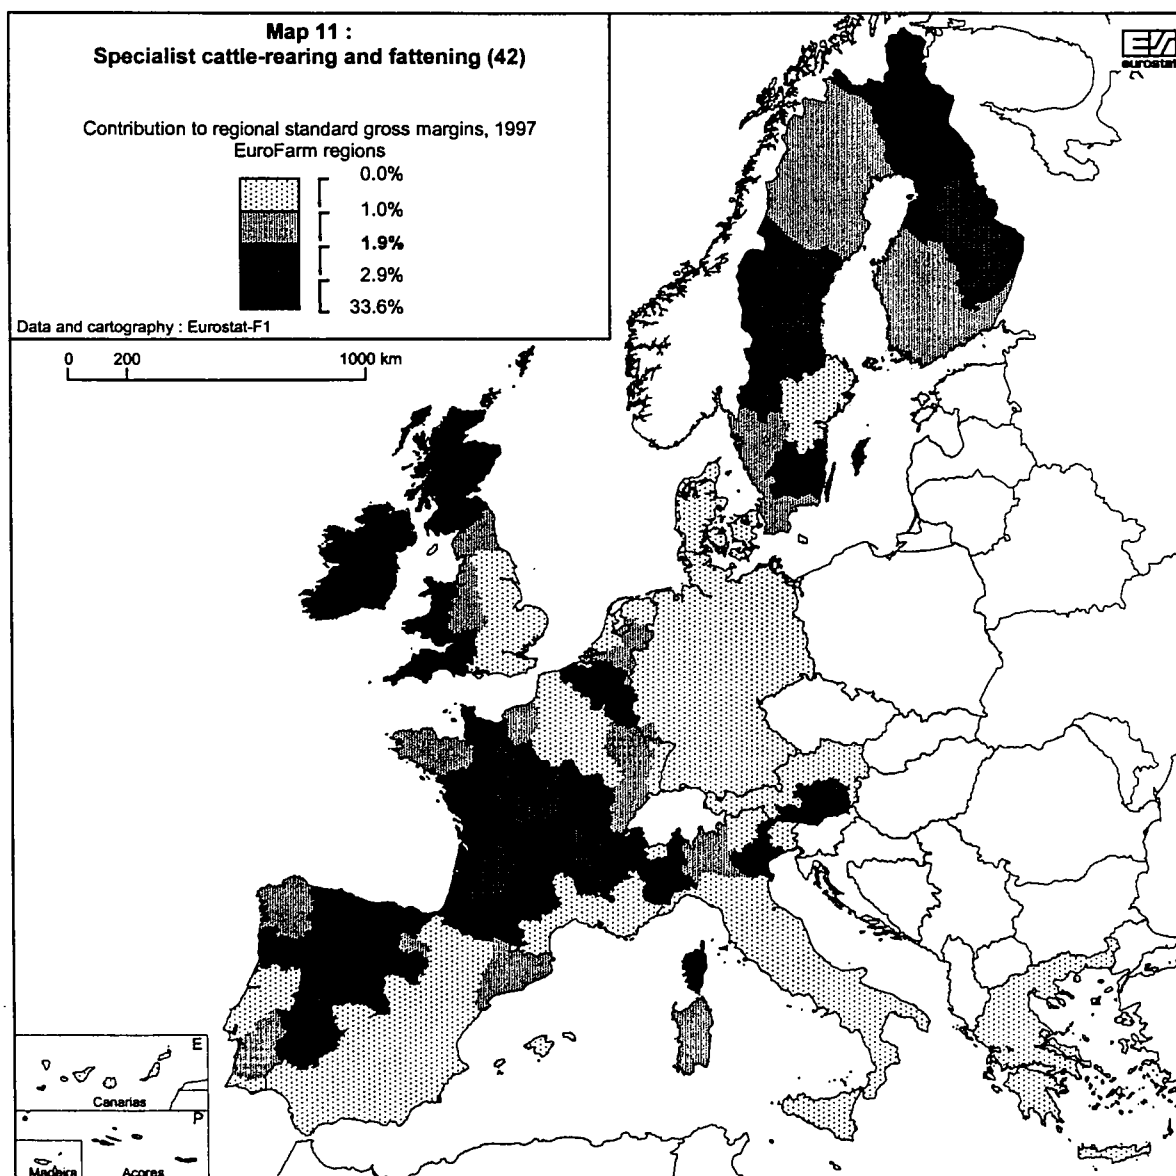 Map 11 :
Specialist cattle-rearing and fattening (42)
eurostat
Contribution to regional standard gross margins, 1997
EuroFarm regions
0.0%
1.0%
1.9%
2.9%
33.6%
Data and cartography : Eurostat-F1
0 200 1000 km
E
Canarias
P
Madeira
Açores